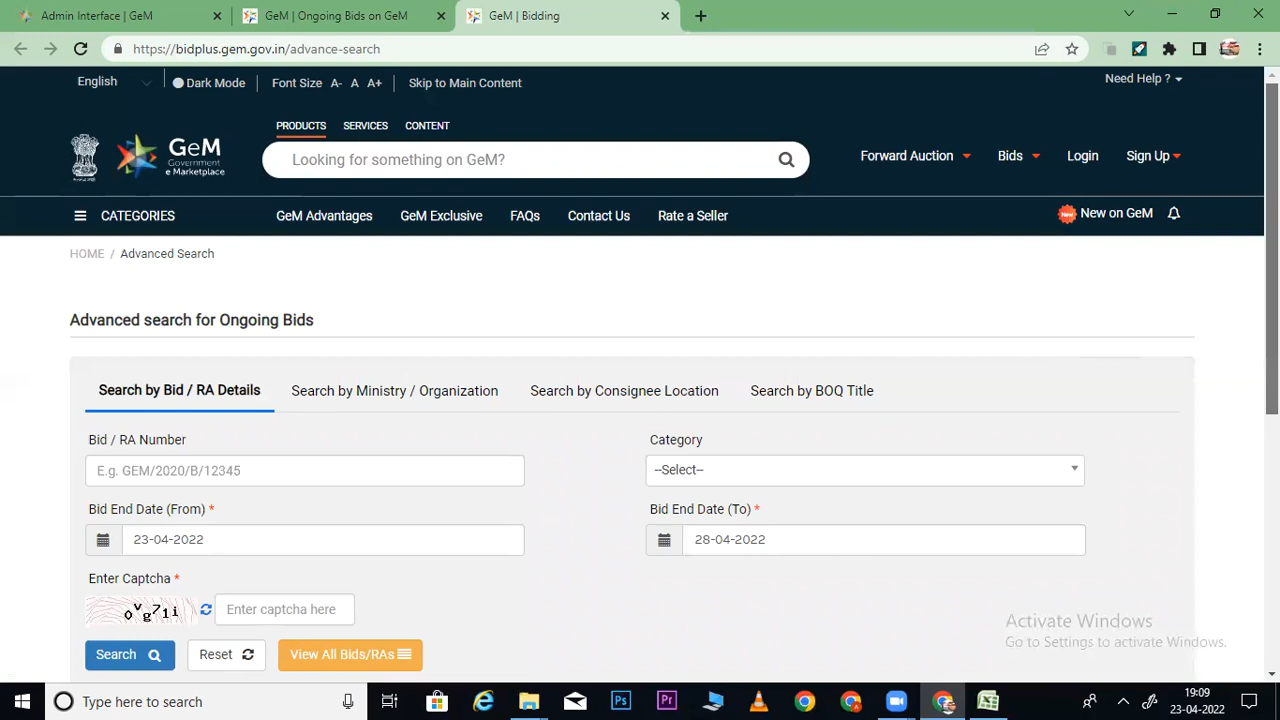 Admin Interface | GeM
GeM | Ongoing Bids on GeM
GeM | Bidding
https://bidplus.gem.gov.in/advance-search
English
Dark Mode
Font Size A- A A+
Skip to Main Content
Need Help ?
PRODUCTS SERVICES CONTENT
GeM
Government
e Marketplace
Looking for something on GeM?
Forward Auction
Bids
Login
Sign Up
CATEGORIES
GeM Advantages
GeM Exclusive
FAQs
Contact Us
Rate a Seller
New New on GeM
HOME / Advanced Search
Advanced search for Ongoing Bids
Search by Bid / RA Details
Search by Ministry / Organization
Search by Consignee Location
Search by BOQ Title
Bid / RA Number
Category
E.g. GEM/2020/B/12345
--Select--
Bid End Date (From) *
Bid End Date (To) *
23-04-2022
28-04-2022
Enter Captcha *
oVg71i
Enter captcha here
Search
Reset
View All Bids/RAs
Activate Windows
Go to Settings to activate Windows.
Type here to search
Ps
Pr
19:09
23-04-2022